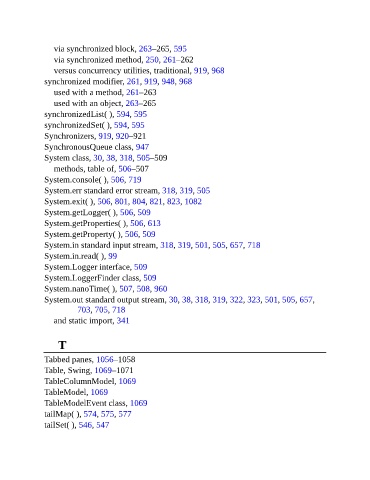 via synchronized block, 263–265, 595
via synchronized method, 250, 261–262
versus concurrency utilities, traditional, 919, 968
synchronized modifier, 261, 919, 948, 968
used with a method, 261–263
used with an object, 263–265
synchronizedList( ), 594, 595
synchronizedSet( ), 594, 595
Synchronizers, 919, 920–921
SynchronousQueue class, 947
System class, 30, 38, 318, 505–509
methods, table of, 506–507
System.console( ), 506, 719
System.err standard error stream, 318, 319, 505
System.exit( ), 506, 801, 804, 821, 823, 1082
System.getLogger( ), 506, 509
System.getProperties( ), 506, 613
System.getProperty( ), 506, 509
System.in standard input stream, 318, 319, 501, 505, 657, 718
System.in.read( ), 99
System.Logger interface, 509
System.LoggerFinder class, 509
System.nanoTime( ), 507, 508, 960
System.out standard output stream, 30, 38, 318, 319, 322, 323, 501, 505, 657,
703, 705, 718
and static import, 341
T
Tabbed panes, 1056–1058
Table, Swing, 1069–1071
TableColumnModel, 1069
TableModel, 1069
TableModelEvent class, 1069
tailMap( ), 574, 575, 577
tailSet( ), 546, 547